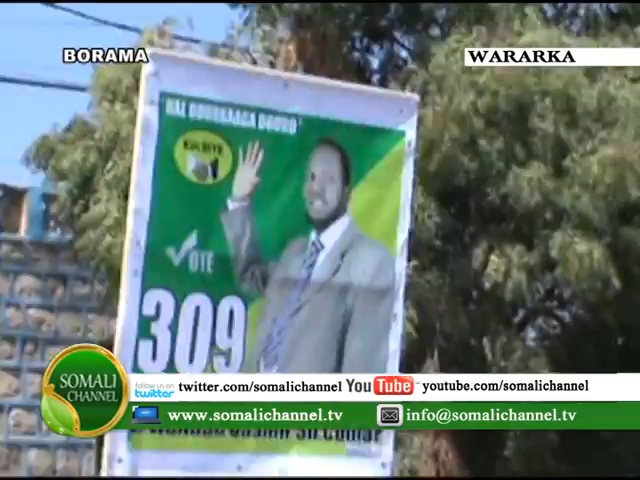 BORAMA
WARARKA
KULMIYE
VOTE
309
SOMALI
CHANNEL
follow us on
twitter
twitter.com/somalichannel
YouTube
- youtube.com/somalichannel
www.somalichannel.tv
info@somalichannel.tv